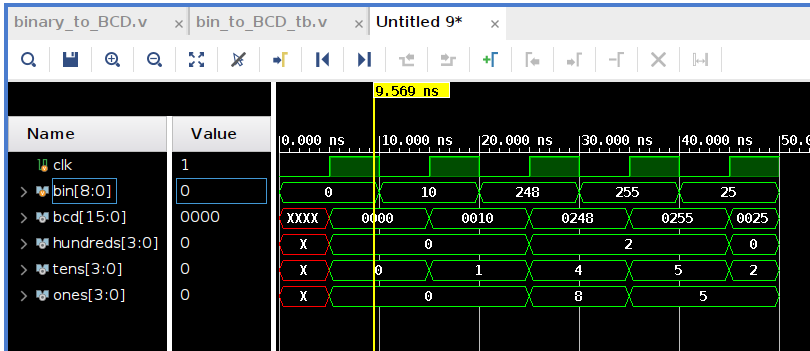 binary_to_BCD.v × bin_to_BCD_tb.v × Untitled 9* ×
9.569 ns
Name Value
0.000 ns 10.000 ns 20.000 ns 30.000 ns 40.000 ns 50.0
clk 1
bin[8:0] 0 0 10 248 255 25
bcd[15:0] 0000 XXXX 0000 0010 0248 0255 0025
hundreds[3:0] 0 X 0 2 0
tens[3:0] 0 X 0 1 4 5 2
ones[3:0] 0 X 0 8 5